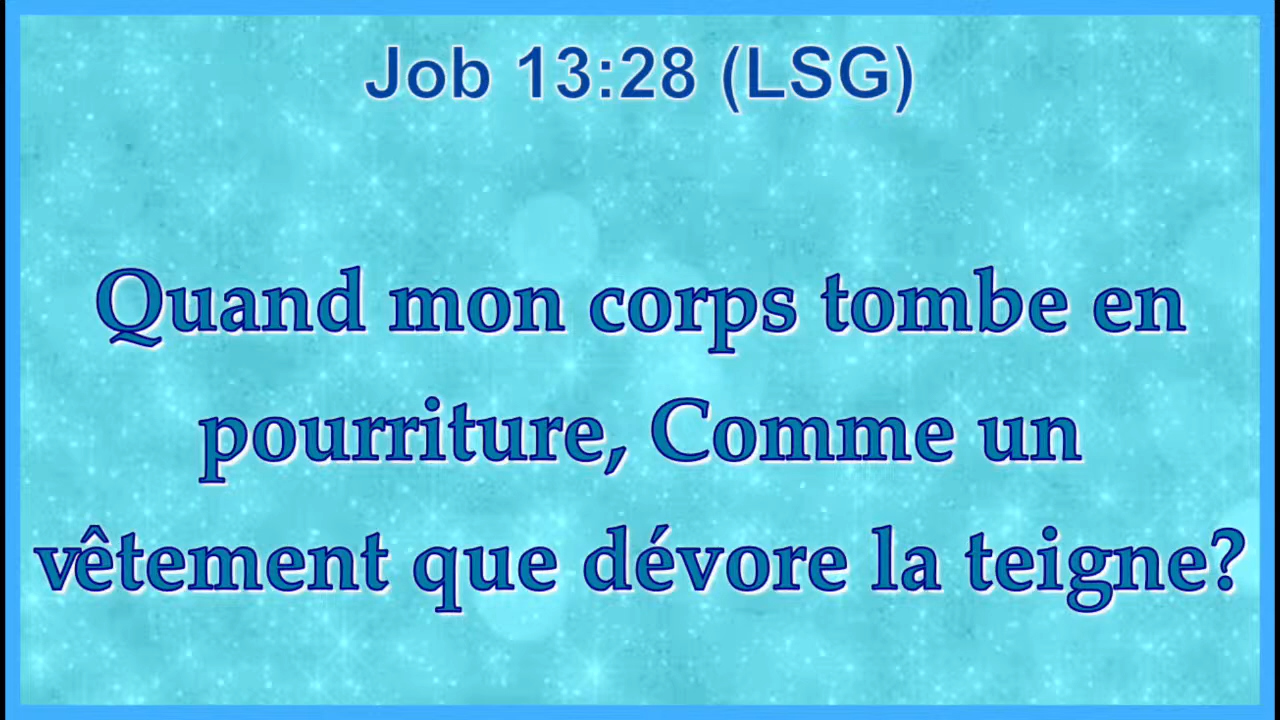 Job 13:28 (LSG)
Quand mon corps tombe en
pourriture, Comme un
vêtement que dévore la teigne?